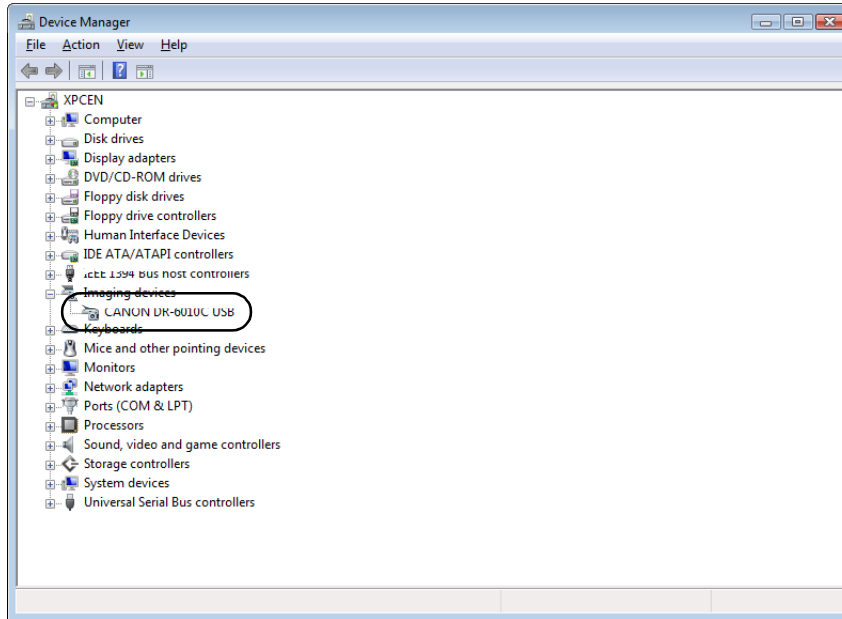 Device Manager
File Action View Help
XPCEN
Computer
Disk drives
Display adapters
DVD/CD-ROM drives
Floppy disk drives
Floppy drive controllers
Human Interface Devices
IDE ATA/ATAPI controllers
IEEE 1394 Bus host controllers
Imaging devices
CANON DR-6010C USB
Keyboards
Mice and other pointing devices
Monitors
Network adapters
Ports (COM & LPT)
Processors
Sound, video and game controllers
Storage controllers
System devices
Universal Serial Bus controllers